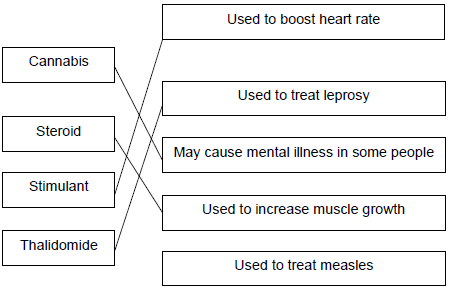 Used to boost heart rate
Cannabis
Used to treat leprosy
Steroid
May cause mental illness in some people
Stimulant
Used to increase muscle growth
Thalidomide
Used to treat measles